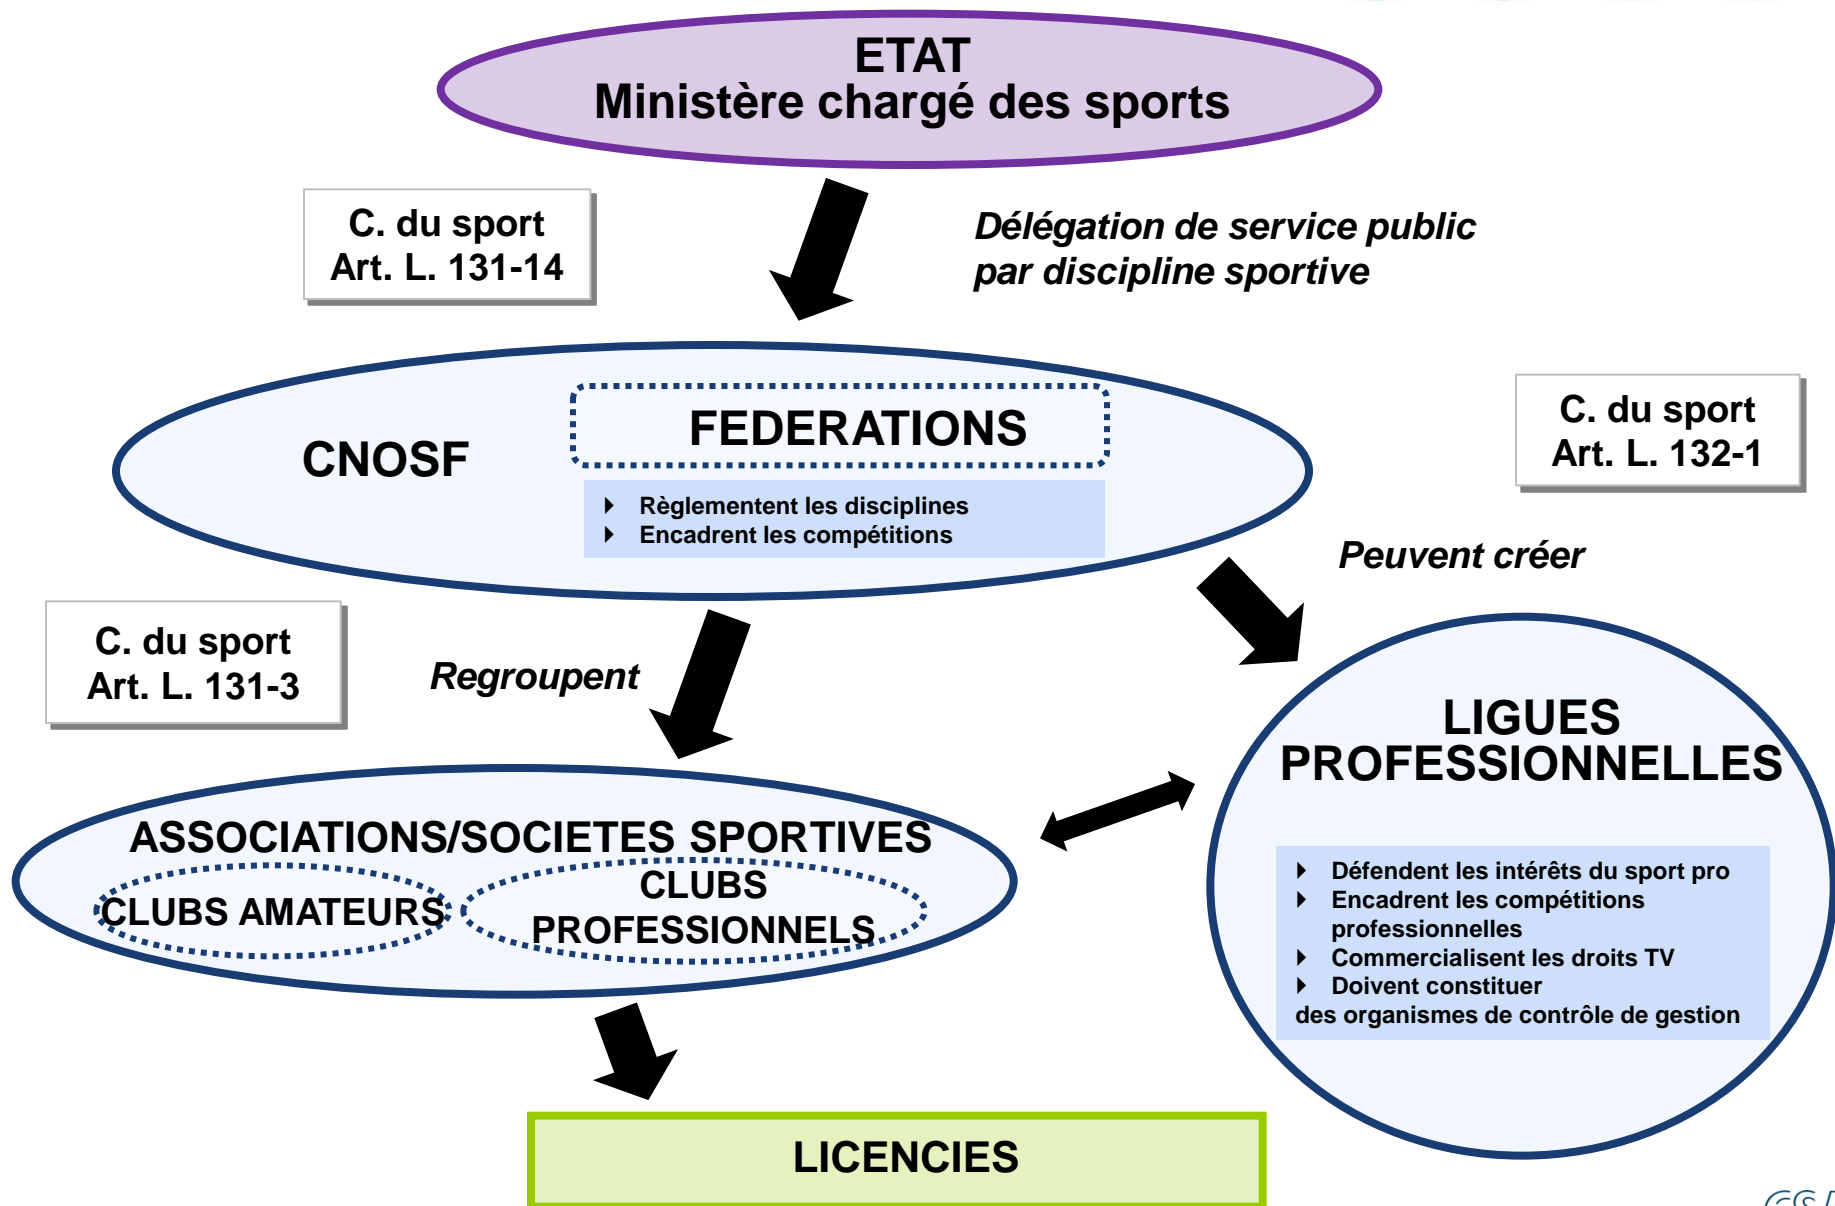 ETAT
Ministère chargé des sports
C. du sport
Art. L. 131-14
Délégation de service public
par discipline sportive
CNOSF
FEDERATIONS
Règlementent les disciplines
Encadrent les compétitions
C. du sport
Art. L. 132-1
Peuvent créer
C. du sport
Art. L. 131-3
Regroupent
LIGUES
PROFESSIONNELLES
Défendent les intérêts du sport pro
Encadrent les compétitions
professionnelles
Commercialisent les droits TV
Doivent constituer
des organismes de contrôle de gestion
ASSOCIATIONS/SOCIETES SPORTIVES
CLUBS AMATEURS
CLUBS
PROFESSIONNELS
LICENCIES